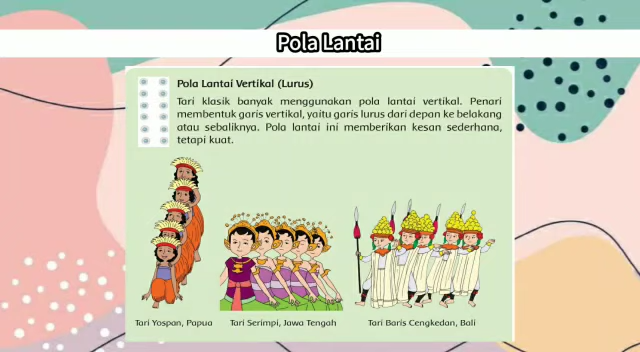 Pola Lantai
Pola Lantai Vertikal (Lurus)
Tari klasik banyak menggunakan pola lantai vertikal. Penari
membentuk garis vertikal, yaitu garis lurus dari depan ke belakang
atau sebaliknya. Pola lantai ini memberikan kesan sederhana,
tetapi kuat.
Tari Yospan, Papua
Tari Serimpi, Jawa Tengah
Tari Baris Cengkedan, Bali